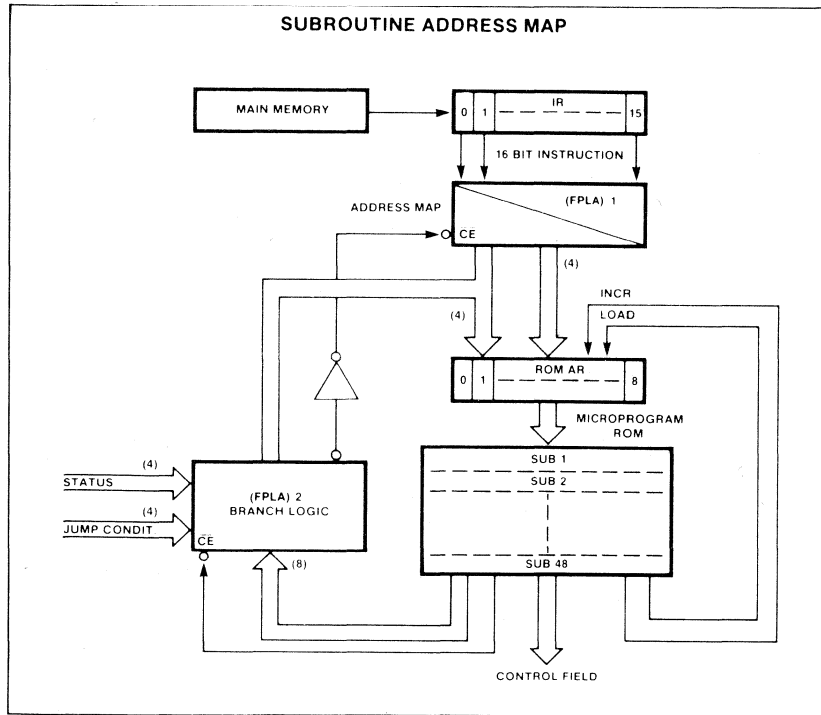 SUBROUTINE ADDRESS MAP
MAIN MEMORY
IR
0 1 15
16 BIT INSTRUCTION
(FPLA) 1
ADDRESS MAP
CE
(4)
(4)
INCR
LOAD
ROM AR
0 1 8
MICROPROGRAM
ROM
SUB 1
SUB 2
SUB 48
(4)
STATUS
(4)
JUMP CONDIT.
(FPLA) 2
BRANCH LOGIC
CE
(8)
CONTROL FIELD